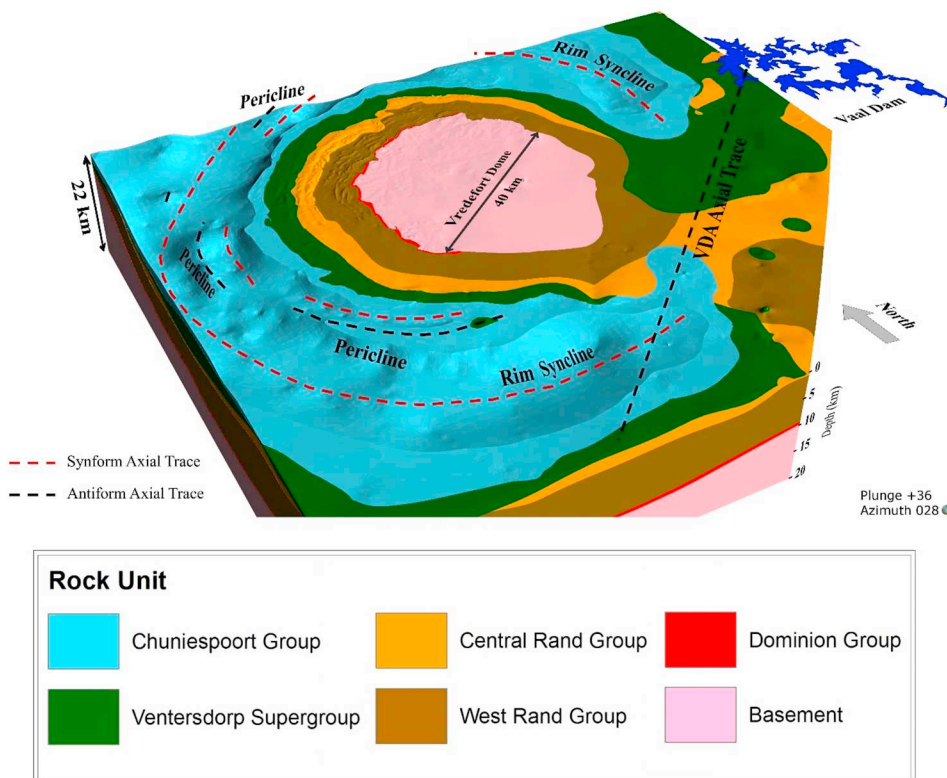 Rim Syncline
Pericline
Vaal Dam
22 km
Vredefort Dome
40 km
VDA Axial Trace
Pericline
North
Pericline
Rim Syncline
0
5
10
15
20
Depth (km)
Synform Axial Trace
Antiform Axial Trace
Plunge +36
Azimuth 028
Rock Unit
Chuniespoort Group
Central Rand Group
Dominion Group
Ventersdorp Supergroup
West Rand Group
Basement